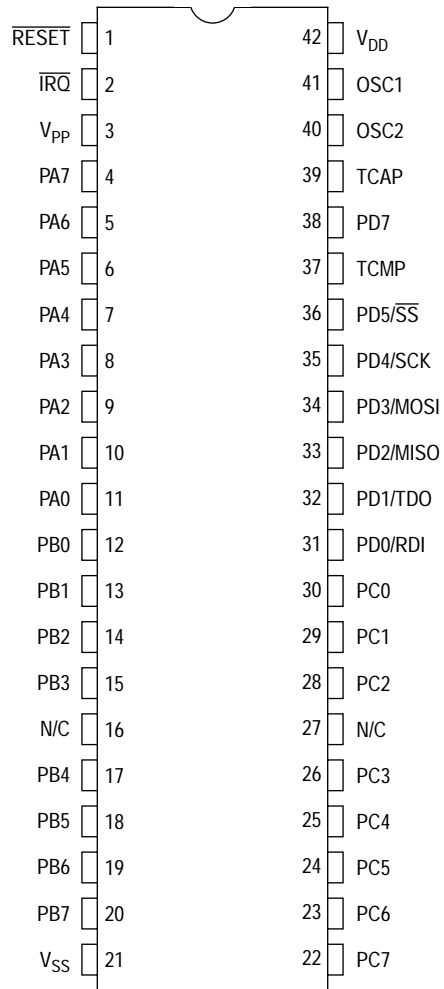 R̅E̅S̅E̅T̅ 1 42 VDD
I̅R̅Q̅ 2 41 OSC1
VPP 3 40 OSC2
PA7 4 39 TCAP
PA6 5 38 PD7
PA5 6 37 TCMP
PA4 7 36 PD5/S̅S̅
PA3 8 35 PD4/SCK
PA2 9 34 PD3/MOSI
PA1 10 33 PD2/MISO
PA0 11 32 PD1/TDO
PB0 12 31 PD0/RDI
PB1 13 30 PC0
PB2 14 29 PC1
PB3 15 28 PC2
N/C 16 27 N/C
PB4 17 26 PC3
PB5 18 25 PC4
PB6 19 24 PC5
PB7 20 23 PC6
VSS 21 22 PC7